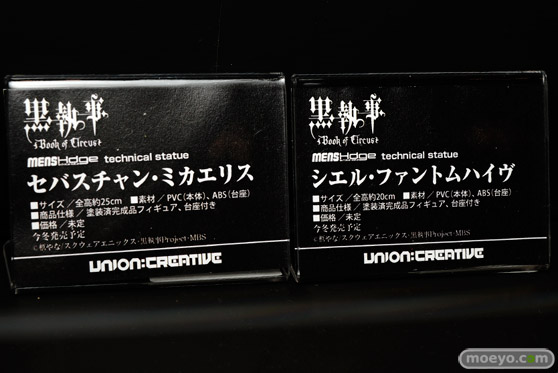 黒執事
Book of Circus
MENSHdge technical statue
セバスチャン・ミカエリス
■サイズ／全高約25cm ■素材／PVC(本体)、ABS(台座)
■商品仕様／塗装済完成品フィギュア、台座付き
■価格／未定
今冬発売予定
©枢やな/スクウェアエニックス・黒執事Project・MBS
UNION:CREATIVE
黒執事
Book of Circus
MENSHdge technical statue
シエル・ファントムハイヴ
■サイズ／全高約20cm ■素材／PVC(本体)、ABS(台座)
■商品仕様／塗装済完成品フィギュア、台座付き
■価格／未定
今冬発売予定
©枢やな/スクウェアエニックス・黒執事Project・MBS
UNION:CREATIVE
moeyo.com